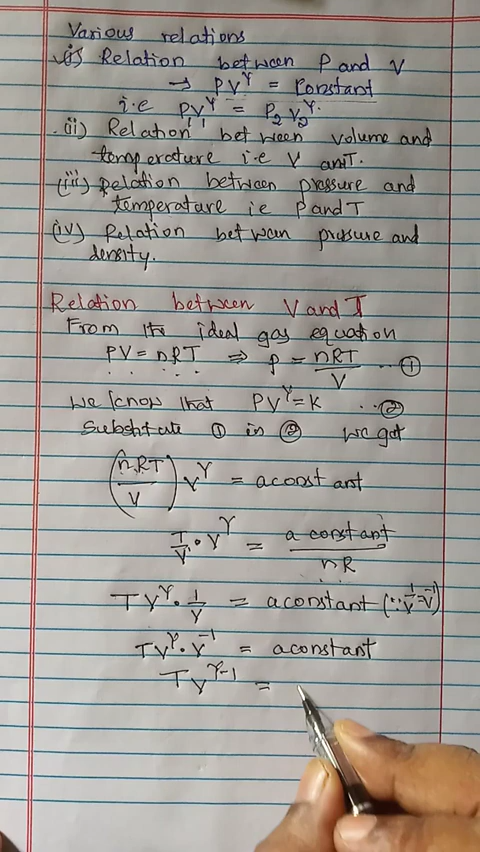 Various relations
(i) Relation between P and V
→ PV^γ = Constant
i.e P₁V₁^γ = P₂V₂^γ.
(ii) Relation between volume and
temperature i.e V and T.
(iii) Relation between pressure and
temperature ie P and T
(iv) Relation between pressure and
density.
Relation between V and T
From the ideal gas equation
PV = nRT ⇒ P = nRT/V ... ①
We know that PV^γ = K ... ②
Substitute ① in ② we get
(nRT/V) V^γ = a constant
T/V · V^γ = a constant/nR
TV^γ · 1/V = a constant (∵ 1/V = V^-1)
TV^γ · V^-1 = a constant
TV^γ-1 =